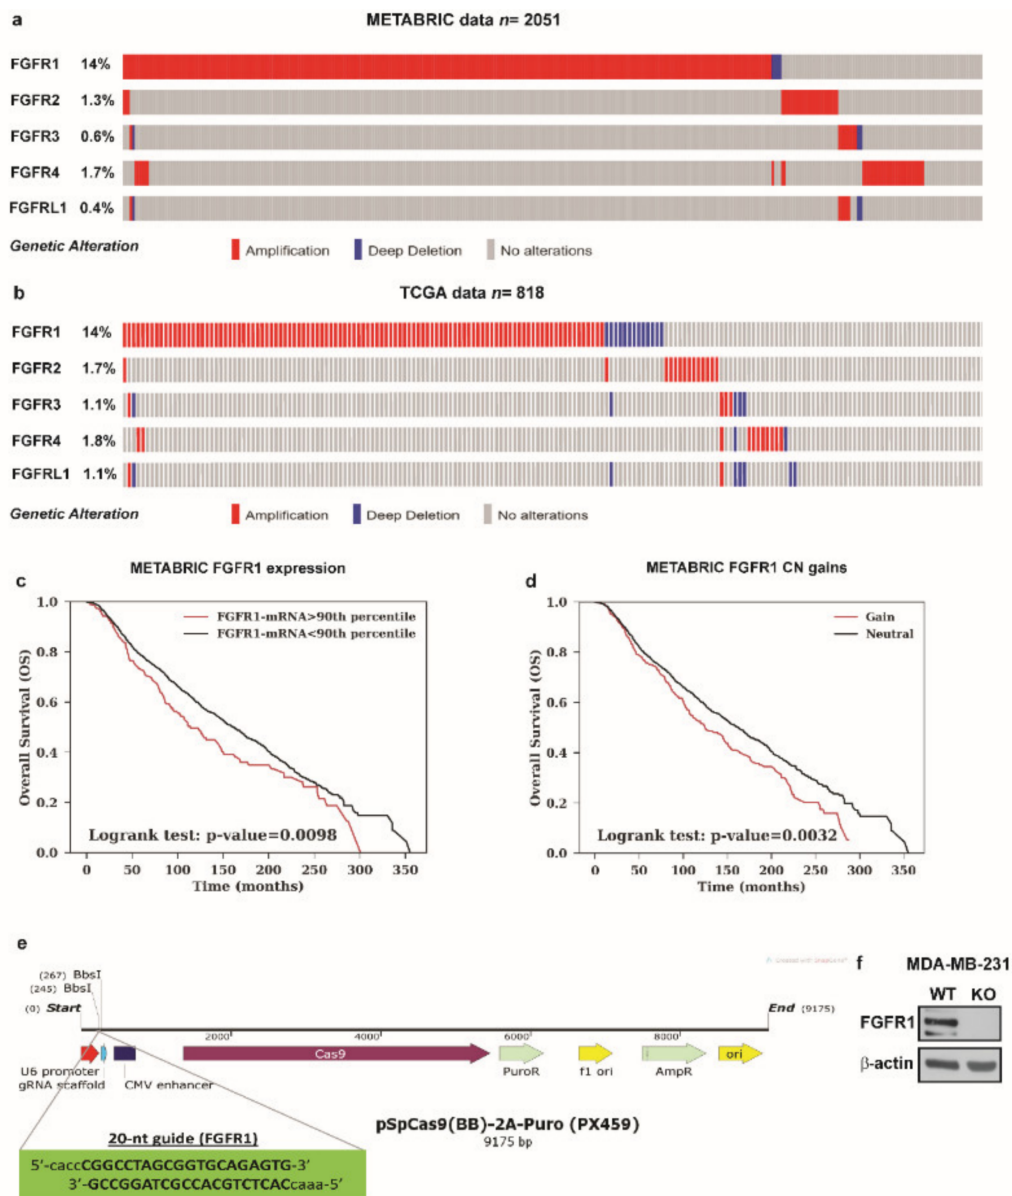 a
METABRIC data n= 2051
FGFR1 14%
FGFR2 1.3%
FGFR3 0.6%
FGFR4 1.7%
FGFRL1 0.4%
Genetic Alteration Amplification Deep Deletion No alterations
b
TCGA data n= 818
FGFR1 14%
FGFR2 1.7%
FGFR3 1.1%
FGFR4 1.8%
FGFRL1 1.1%
Genetic Alteration Amplification Deep Deletion No alterations
c
METABRIC FGFR1 expression
FGFR1-mRNA>90th percentile
FGFR1-mRNA<90th percentile
Overall Survival (OS)
1.0
0.8
0.6
0.4
0.2
0.0
Logrank test: p-value=0.0098
0 50 100 150 200 250 300 350
Time (months)
d
METABRIC FGFR1 CN gains
Gain
Neutral
Overall Survival (OS)
1.0
0.8
0.6
0.4
0.2
0.0
Logrank test: p-value=0.0032
0 50 100 150 200 250 300 350
Time (months)
e
(267) BbsI
(245) BbsI
(0) Start
End (9175)
2000 4000 6000 8000
Cas9
ori
U6 promoter
gRNA scaffold
CMV enhancer
PuroR
f1 ori
AmpR
pSpCas9(BB)-2A-Puro (PX459)
9175 bp
20-nt guide (FGFR1)
5'-caccCGGCCTAGCGGTGCAGAGTG-3'
3'-GCCGGATCGCCACGTCTCACcaaa-5'
f
MDA-MB-231
WT KO
FGFR1
β-actin